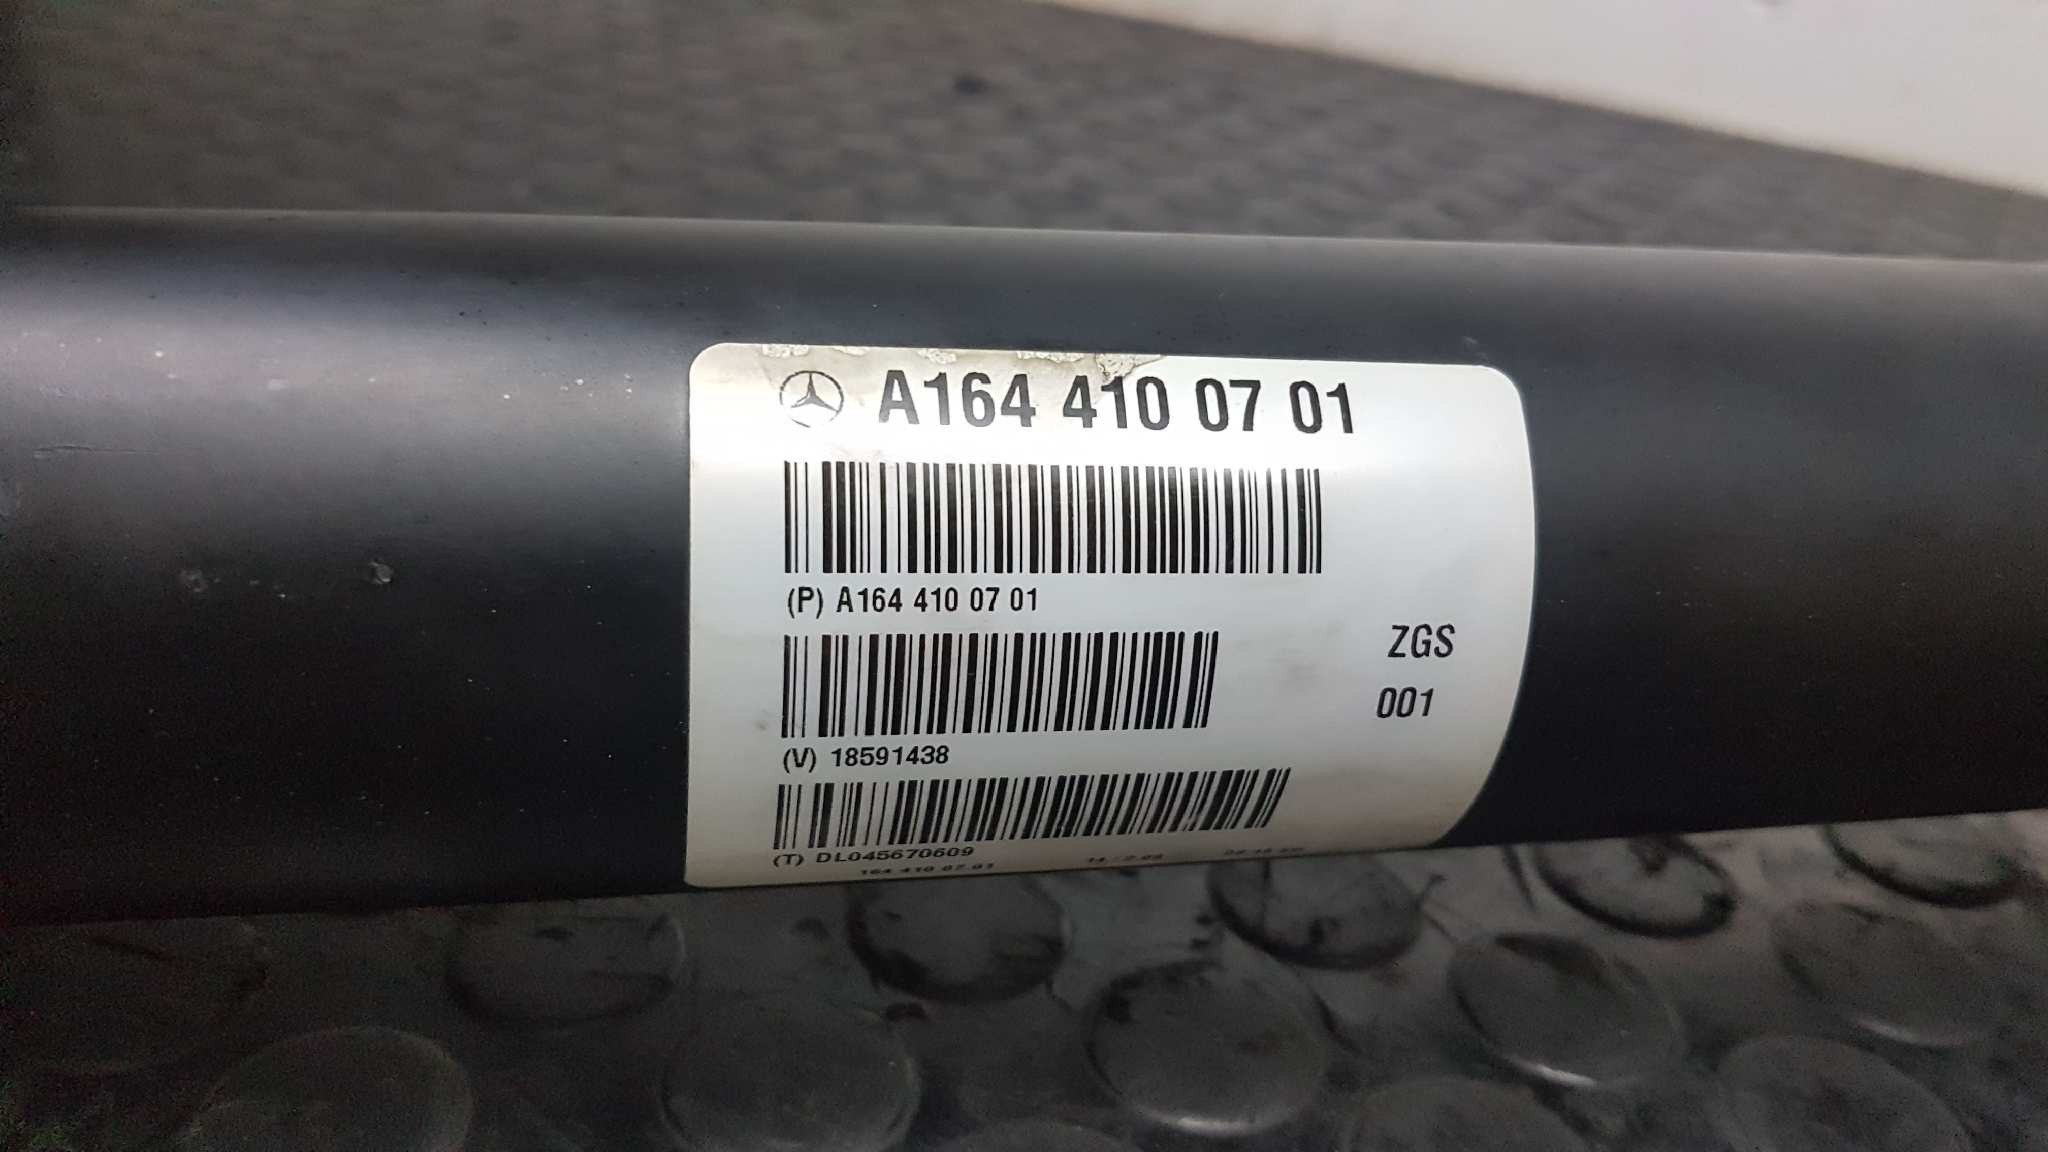 A164 410 07 01
(P) A164 410 07 01
ZGS
001
(V) 18591438
(T) DL045670609
164 410 07 01